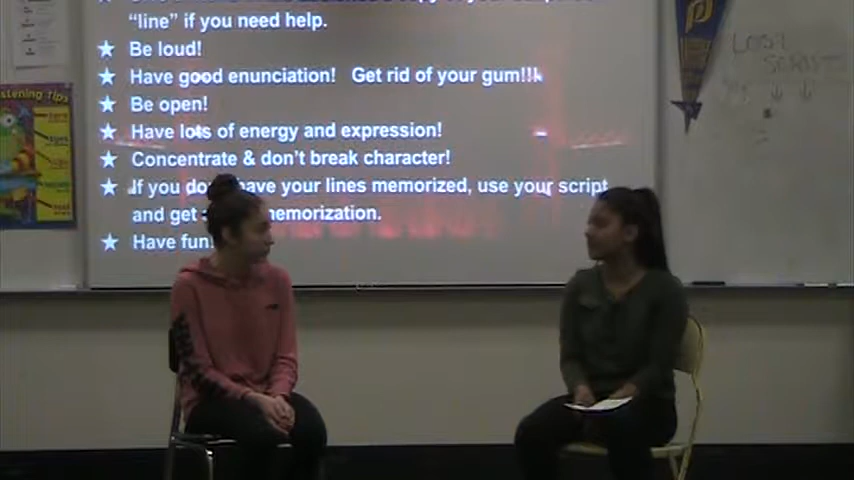 "line" if you need help.
★ Be loud!
★ Have good enunciation! Get rid of your gum!!!
★ Be open!
★ Have lots of energy and expression!
★ Concentrate & don't break character!
★ If you don't have your lines memorized, use your script
and get memorization.
★ Have fun!
Listening Tips
LOST